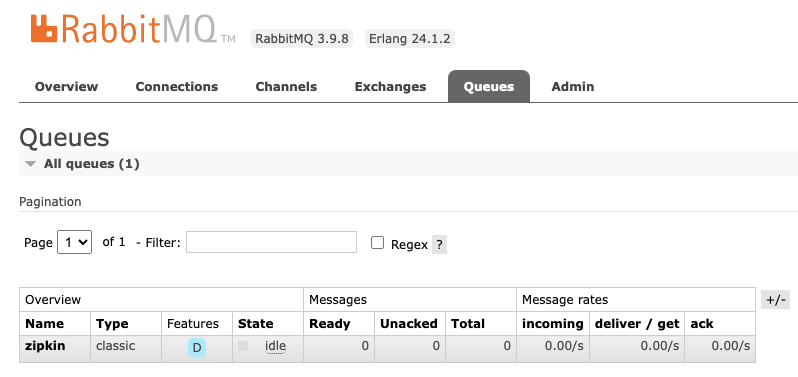 RabbitMQ TM RabbitMQ 3.9.8 Erlang 24.1.2
Overview Connections Channels Exchanges Queues Admin
Queues
All queues (1)
Pagination
Page 1 of 1 - Filter: Regex ?
Overview Messages Message rates +/-
Name Type Features State Ready Unacked Total incoming deliver / get ack
zipkin classic D idle 0 0 0 0.00/s 0.00/s 0.00/s